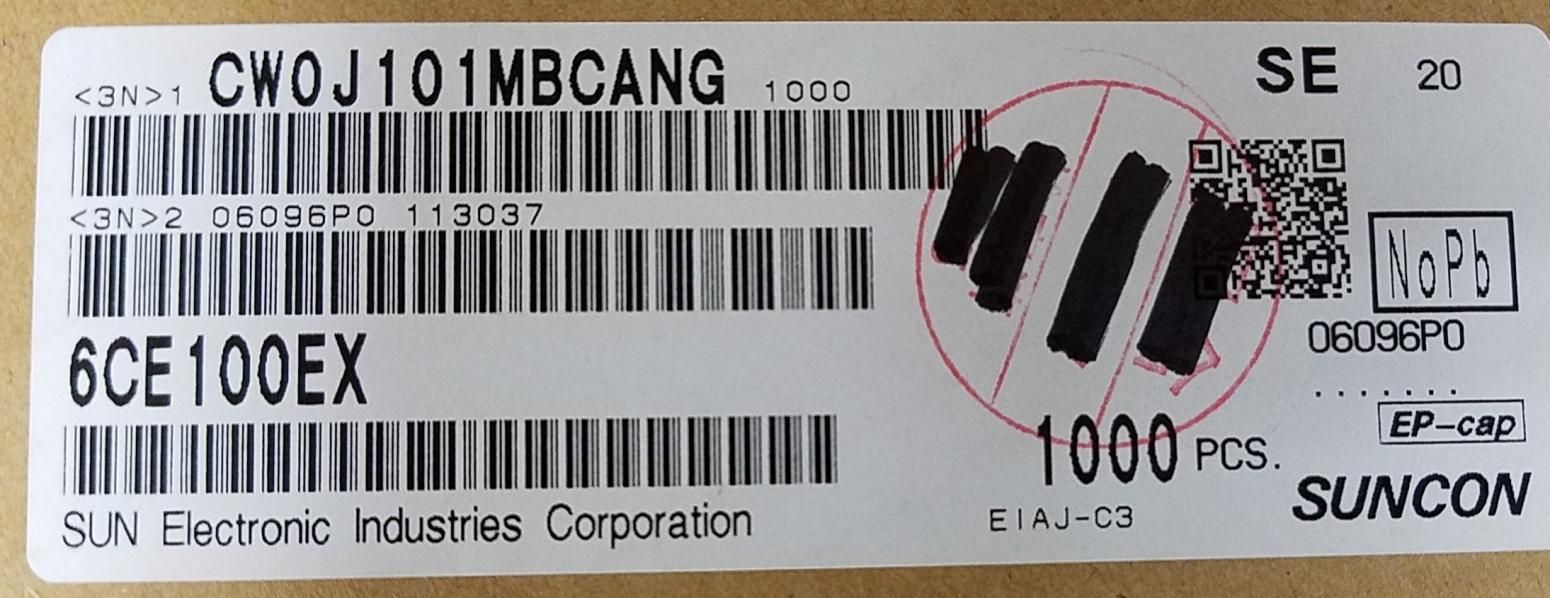 <3N>1 CW0J101MBCANG 1000
SE 20
<3N>2 06096P0 113037
NoPb
06096P0
6CE100EX
.......
EP-cap
1000 PCS.
SUNCON
EIAJ-C3
SUN Electronic Industries Corporation